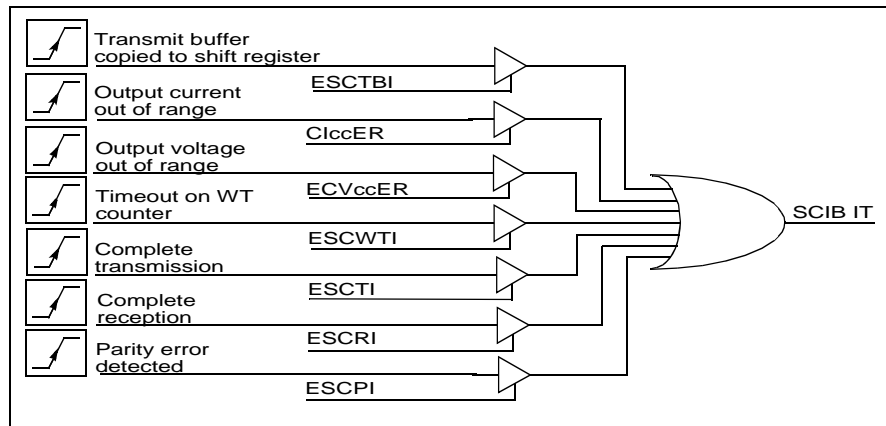 Transmit buffer
copied to shift register
ESCTBI
Output current
out of range
CIccER
Output voltage
out of range
ECVccER
Timeout on WT
counter
ESCWTI
Complete
transmission
ESCTI
Complete
reception
ESCRI
Parity error
detected
ESCPI
SCIB IT